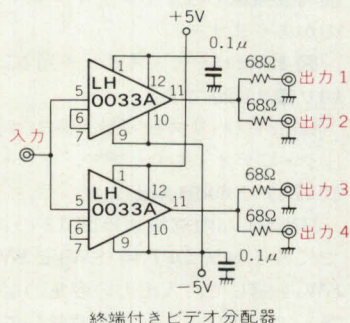 +5V
0.1μ
1
LH
0033A
12
11
5
6
7
9
10
68Ω
出力1
68Ω
出力2
入力
1
LH
0033A
12
11
5
6
7
9
10
68Ω
出力3
68Ω
出力4
0.1μ
-5V
終端付きビデオ分配器